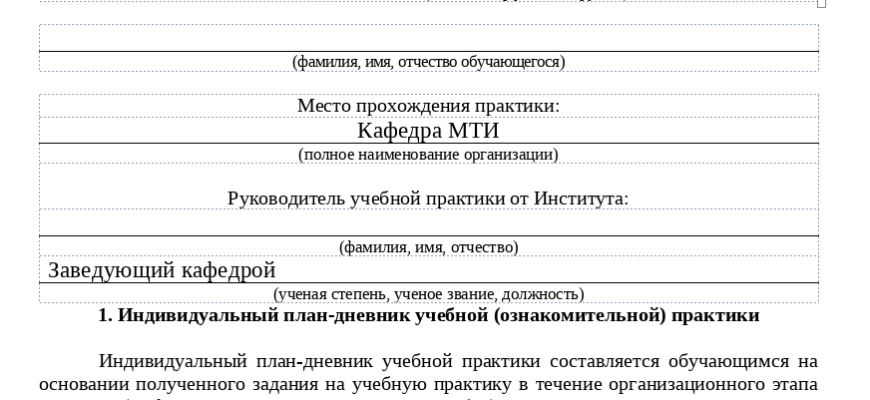 (фамилия, имя, отчество обучающегося)
Место прохождения практики:
Кафедра МТИ
(полное наименование организации)
Руководитель учебной практики от Института:
(фамилия, имя, отчество)
Заведующий кафедрой
(ученая степень, ученое звание, должность)
1. Индивидуальный план-дневник учебной (ознакомительной) практики
Индивидуальный план-дневник учебной практики составляется обучающимся на
основании полученного задания на учебную практику в течение организационного этапа